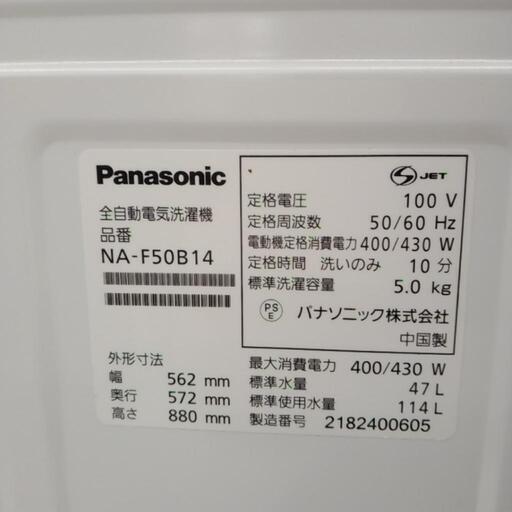 Panasonic
全自動電気洗濯機
品番
NA-F50B14
外形寸法
幅 562 mm
奥行 572 mm
高さ 880 mm
S JET
定格電圧 100 V
定格周波数 50/60 Hz
電動機定格消費電力 400/430 W
定格時間 洗いのみ 10 分
標準洗濯容量 5.0 kg
PSE パナソニック株式会社
中国製
最大消費電力 400/430 W
標準水量 47 L
標準使用水量 114 L
製造番号 2182400605